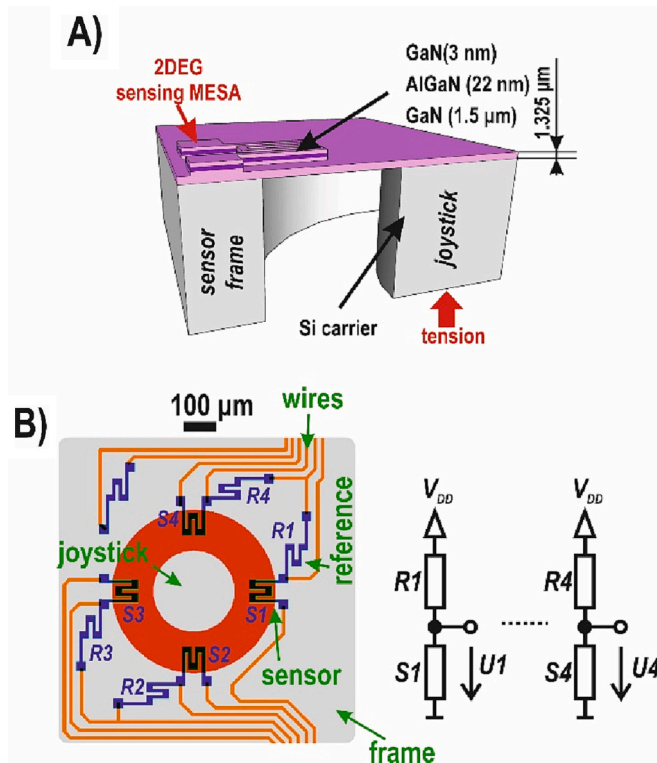 A)
2DEG
sensing MESA
GaN(3 nm)
AlGaN (22 nm)
GaN (1.5 µm)
1.325 µm
sensor
frame
joystick
Si carrier
tension
B)
100 µm
wires
R4
S4
R1
reference
joystick
S3
S1
R3
S2
R2
sensor
frame
VDD
VDD
R1
R4
S1
U1
S4
U4